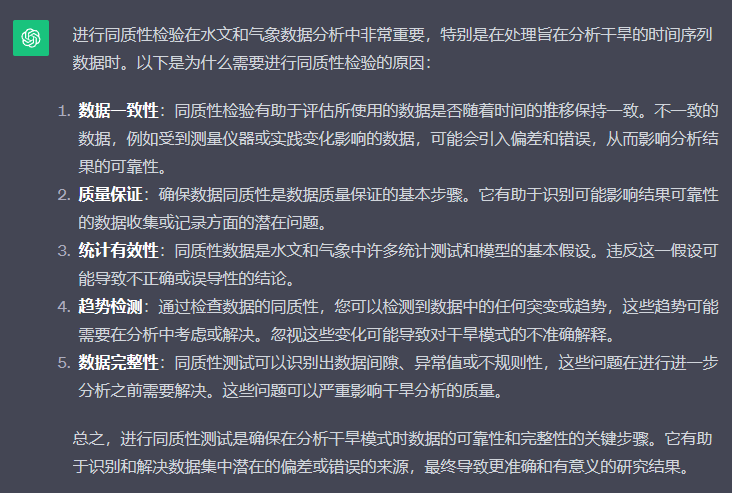 进行同质性检验在水文和气象数据分析中非常重要，特别是在处理旨在分析干旱的时间序列
数据时。以下是为什么需要进行同质性检验的原因：
1. 数据一致性：同质性检验有助于评估所使用的数据是否随着时间的推移保持一致。不一致的
数据，例如受到测量仪器或实践变化影响的数据，可能会引入偏差和错误，从而影响分析结
果的可靠性。
2. 质量保证：确保数据同质性是数据质量保证的基本步骤。它有助于识别可能影响结果可靠性
的数据收集或记录方面的潜在问题。
3. 统计有效性：同质性数据是水文和气象中许多统计测试和模型的基本假设。违反这一假设可
能导致不正确或误导性的结论。
4. 趋势检测：通过检查数据的同质性，您可以检测到数据中的任何突变或趋势，这些趋势可能
需要在分析中考虑或解决。忽视这些变化可能导致对干旱模式的不准确解释。
5. 数据完整性：同质性测试可以识别出数据间隙、异常值或不规则性，这些问题在进行进一步
分析之前需要解决。这些问题可以严重影响干旱分析的质量。
总之，进行同质性测试是确保在分析干旱模式时数据的可靠性和完整性的关键步骤。它有助
于识别和解决数据集中潜在的偏差或错误的来源，最终导致更准确和有意义的研究结果。